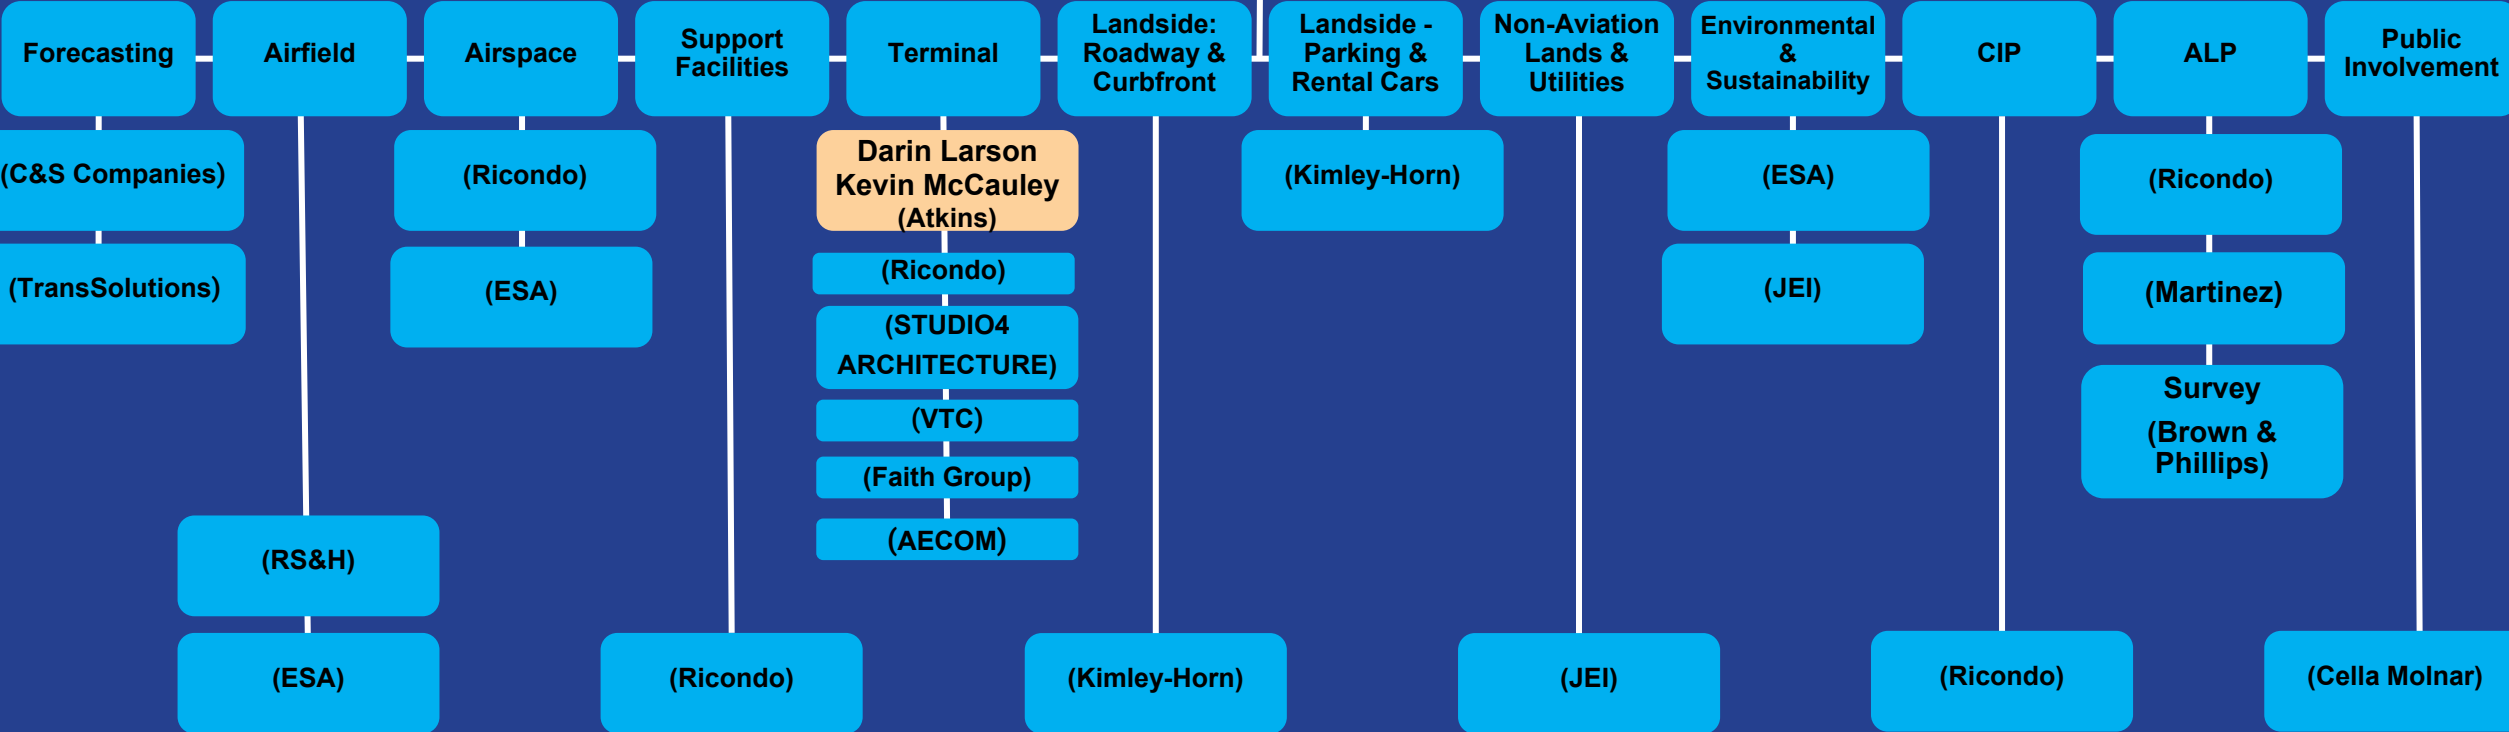 Forecasting
Airfield
Airspace
Support
Facilities
Terminal
Landside:
Roadway &
Curbfront
Landside -
Parking &
Rental Cars
Non-Aviation
Lands &
Utilities
Environmental
&
Sustainability
CIP
ALP
Public
Involvement
(C&S Companies)
(TransSolutions)
(RS&H)
(ESA)
(Ricondo)
(ESA)
(Ricondo)
Darin Larson
Kevin McCauley
(Atkins)
(Ricondo)
(STUDIO4
ARCHITECTURE)
(VTC)
(Faith Group)
(AECOM)
(Kimley-Horn)
(Kimley-Horn)
(JEI)
(ESA)
(JEI)
(Ricondo)
(Ricondo)
(Martinez)
Survey
(Brown &
Phillips)
(Cella Molnar)